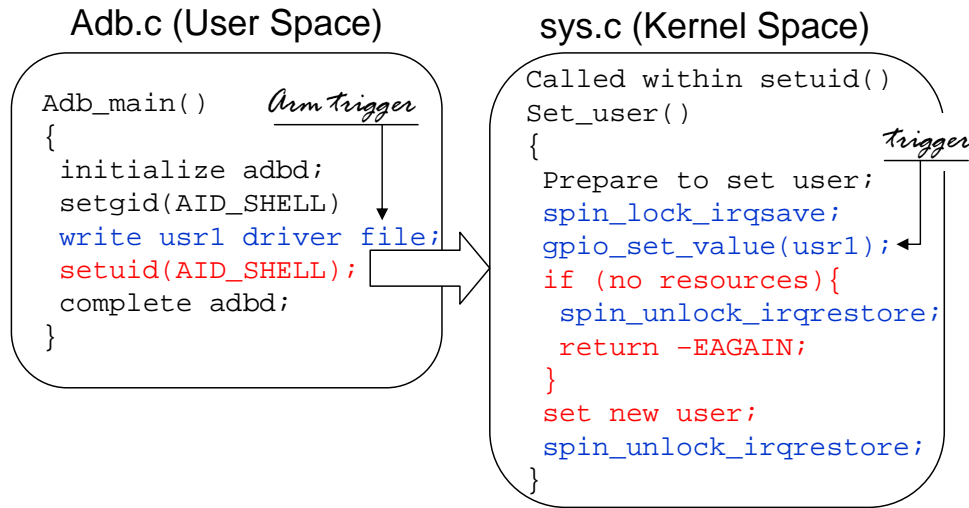 Adb.c (User Space)
Adb_main()
Arm trigger
{
initialize adbd;
setgid(AID_SHELL)
write usr1 driver file;
setuid(AID_SHELL);
complete adbd;
}
sys.c (Kernel Space)
Called within setuid()
Set_user()
trigger
{
Prepare to set user;
spin_lock_irqsave;
gpio_set_value(usr1);
if (no resources){
spin_unlock_irqrestore;
return –EAGAIN;
}
set new user;
spin_unlock_irqrestore;
}